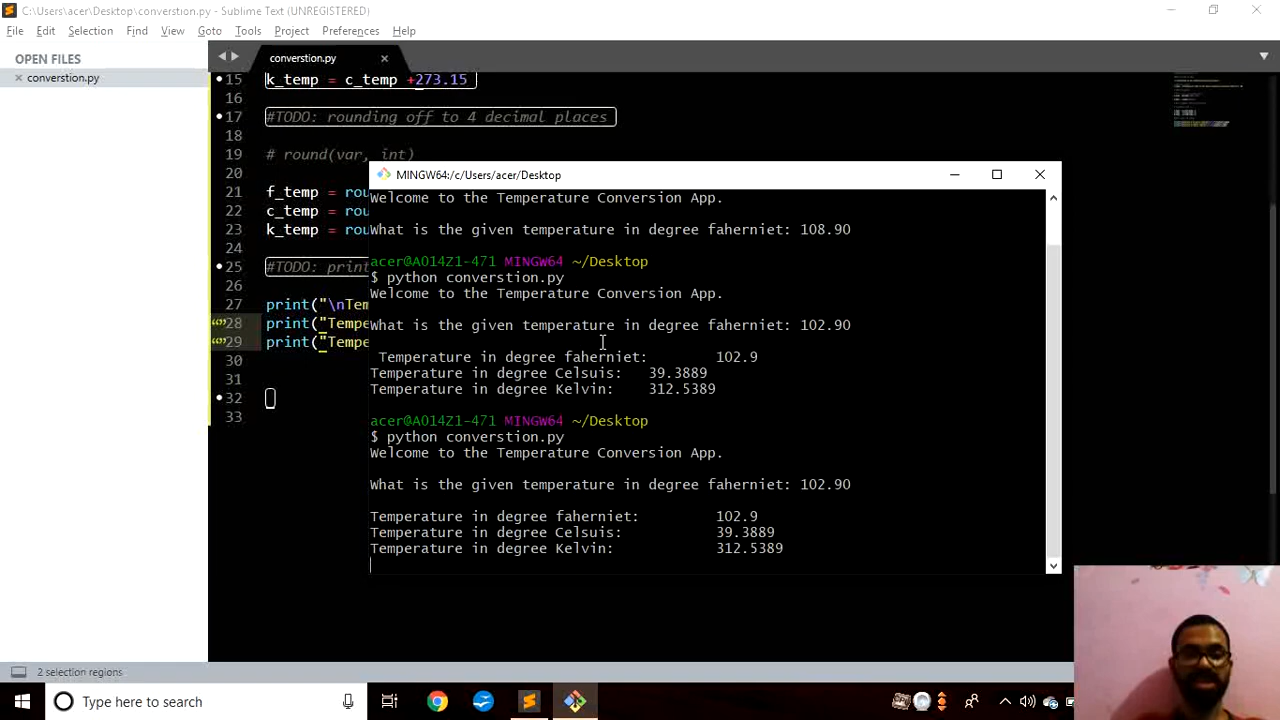 C:\Users\acer\Desktop\converstion.py - Sublime Text (UNREGISTERED)
File Edit Selection Find View Goto Tools Project Preferences Help
OPEN FILES
converstion.py
converstion.py
15 k_temp = c_temp +273.15
16
17 #TODO: rounding off to 4 decimal places
18
19 # round(var, int)
20
21 f_temp = rou
22 c_temp = rou
23 k_temp = rou
24
25 #TODO: prin
26
27 print("\nTem
28 print("Tempe
29 print("Tempe
30
31
32
33
MINGW64:/c/Users/acer/Desktop
Welcome to the Temperature Conversion App.
What is the given temperature in degree faherniet: 108.90
acer@A014Z1-471 MINGW64 ~/Desktop
$ python converstion.py
Welcome to the Temperature Conversion App.
What is the given temperature in degree faherniet: 102.90
Temperature in degree faherniet: 102.9
Temperature in degree Celsuis: 39.3889
Temperature in degree Kelvin: 312.5389
acer@A014Z1-471 MINGW64 ~/Desktop
$ python converstion.py
Welcome to the Temperature Conversion App.
What is the given temperature in degree faherniet: 102.90
Temperature in degree faherniet: 102.9
Temperature in degree Celsuis: 39.3889
Temperature in degree Kelvin: 312.5389
2 selection regions
Type here to search